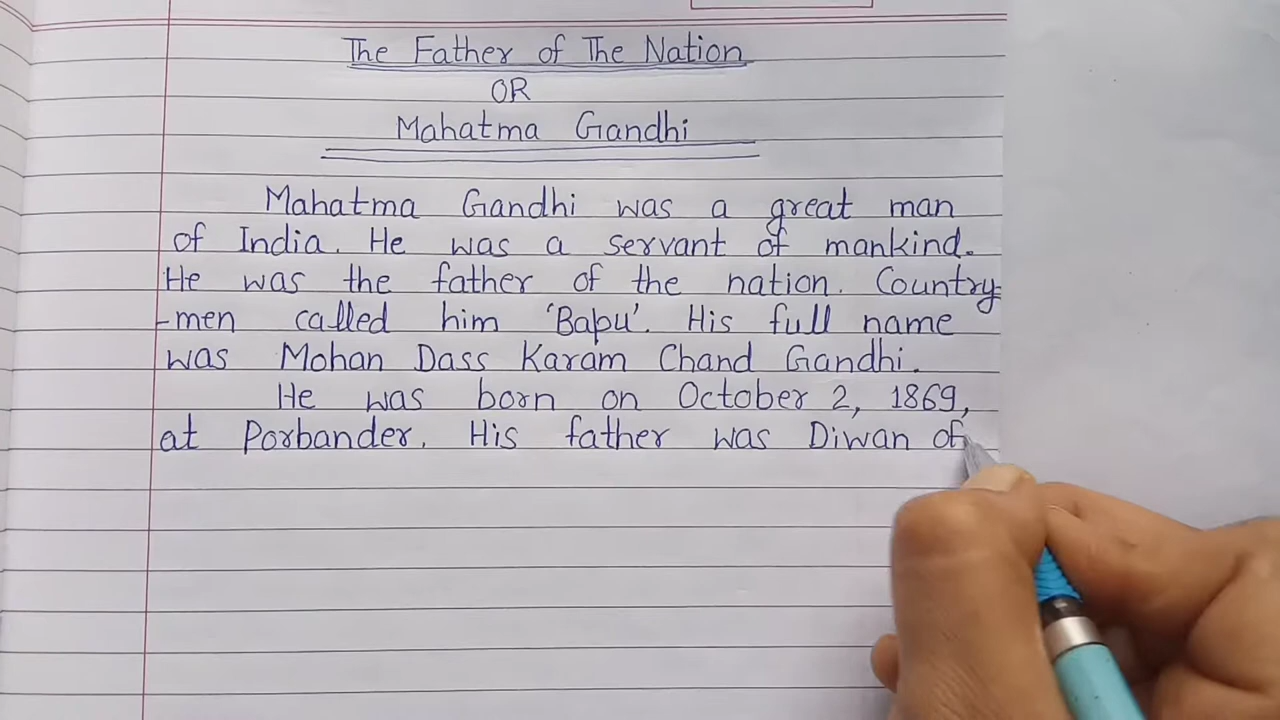 The Father of The Nation
OR
Mahatma Gandhi
Mahatma Gandhi was a great man
of India. He was a servant of mankind.
He was the father of the nation. Country
-men called him 'Bapu'. His full name
was Mohan Dass Karam Chand Gandhi.
He was born on October 2, 1869,
at Porbander. His father was Diwan of